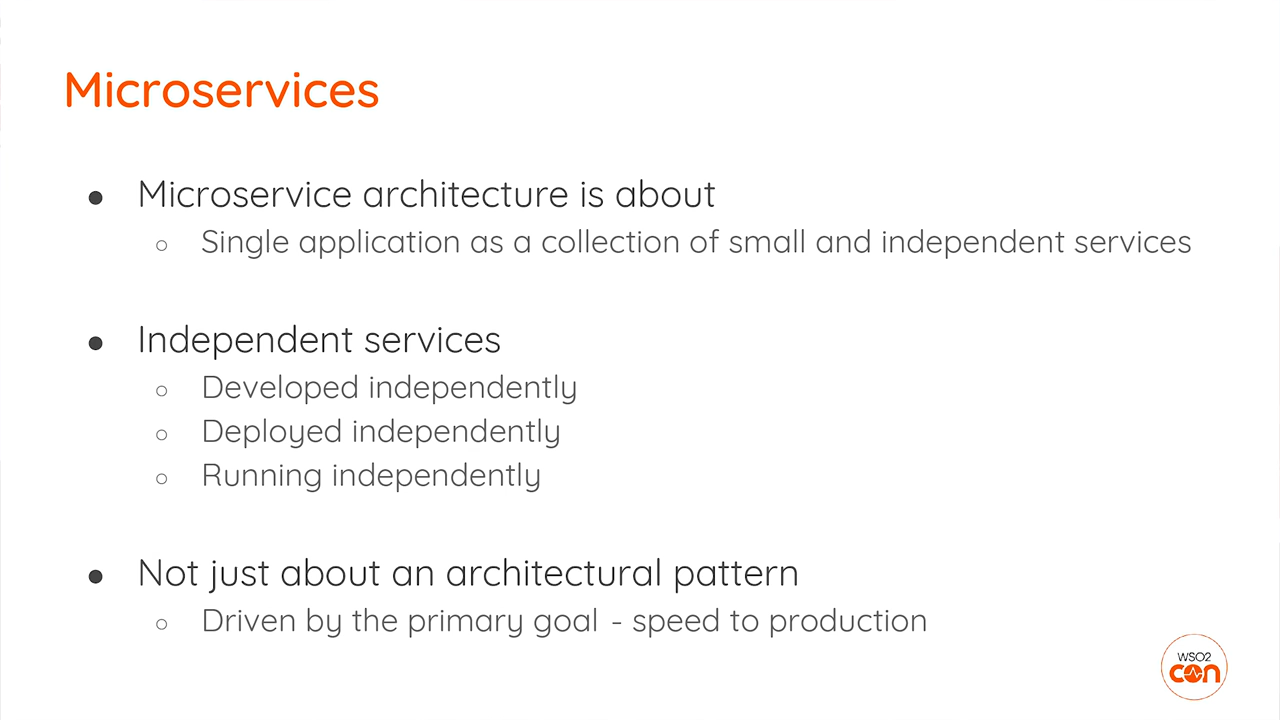 Microservices
● Microservice architecture is about
○ Single application as a collection of small and independent services
● Independent services
○ Developed independently
○ Deployed independently
○ Running independently
● Not just about an architectural pattern
○ Driven by the primary goal - speed to production
WSO2
con